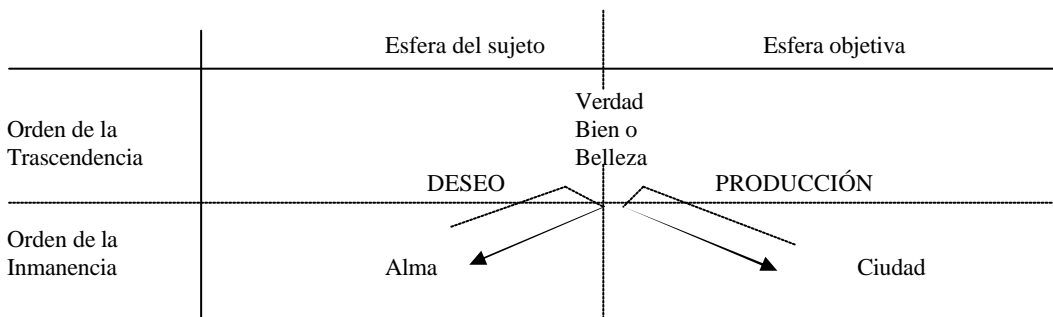 Esfera del sujeto Esfera objetiva
Verdad
Orden de la Bien o
Trascendencia Belleza
DESEO PRODUCCIÓN
Orden de la
Inmanencia Alma Ciudad